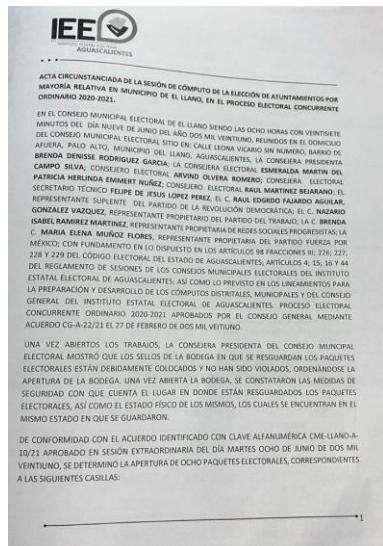 IEE
INSTITUTO ESTATAL ELECTORAL
AGUASCALIENTES
ACTA CIRCUNSTANCIADA DE LA SESIÓN DE CÓMPUTO DE LA ELECCIÓN DE ATUNTAMIENTOS POR
MAYORÍA RELATIVA EN MUNICIPIO DE EL LLANO, EN EL PROCESO ELECTORAL CONCURRENTE
ORDINARIO 2020-2021.
EN EL CONSEJO MUNICIPAL ELECTORAL DE EL LLANO SIENDO LAS OCHO HORAS CON VEINTISIETE
MINUTOS DEL DÍA NUEVE DE JUNIO DEL AÑO DOS MIL VEINTIUNO, REUNIDOS EN EL DOMICILIO
DEL CONSEJO MUNICIPAL ELECTORAL SITIO EN: CALLE LEONA VICARIO SIN NUMERO, BARRIO DE
AFUERA, PALO ALTO, MUNICIPIO DEL LLANO, AGUASCALIENTES, LA CONSEJERA PRESIDENTA
BRENDA DENISSE RODRIGUEZ GARCIA; LA CONSEJERA ELECTORAL ESMERALDA MARTIN DEL
CAMPO SILVA; CONSEJERO ELECTORAL ARVIND OLVERA ROMERO; CONSEJERA ELECTORAL
PATRICIA HERLINDA EMMERT NUÑEZ; CONSEJERO ELECTORAL RAUL MARTINEZ BEJARANO; EL
SECRETARIO TÉCNICO FELIPE DE JESUS LOPEZ PEREZ, EL C. RAUL EDGRDO FAJARDO AGUILAR,
REPRESENTANTE SUPLENTE DEL PARTIDO DE LA REVOLUCIÓN DEMOCRÁTICA; EL C. NAZARIO
GONZALEZ VAZQUEZ, REPRESENTANTE PROPIETARIO DEL PARTIDO DEL TRABAJO; LA C. BRENDA
ISABEL RAMIREZ MARTINEZ, REPRESENTANTE PROPIETARIA DE REDES SOCIALES PROGRESISTAS; LA
C. MARIA ELENA MUÑOZ FLORES, REPRESENTANTE PROPIETARIA DEL PARTIDO FUERZA POR
MÉXICO; CON FUNDAMENTO EN LO DISPUESTO EN LOS ARTICULOS 98 FRACCIONES III; 226; 227;
228 Y 229 DEL CÓDIGO ELECTORAL DEL ESTADO DE AGUASCALIENTES; ARTÍCULOS 4; 15; 16 Y 44
DEL REGLAMENTO DE SESIONES DE LOS CONSEJOS MUNICIPALES ELECTORALES DEL INSTITUTO
ESTATAL ELECTORAL DE AGUASCALIENTES; ASÍ COMO LO PREVISTO EN LOS LINEAMIENTOS PARA
LA PREPARACIÓN Y DESARROLLO DE LOS CÓMPUTOS DISTRITALES, MUNICIPALES Y DEL CONSEJO
GENERAL DEL INSTITUTO ESTATAL ELECTORAL DE AGUASCALIENTES. PROCESO ELECTORAL
CONCURRENTE ORDINARIO 2020-2021 APROBADOS POR EL CONSEJO GENERAL MEDIANTE
ACUERDO CG-A-22/21 EL 27 DE FEBRERO DE DOS MIL VEITIUNO.
UNA VEZ ABIERTOS LOS TRABAJOS, LA CONSEJERA PRESIDENTA DEL CONSEJO MUNCIPAL
ELECTORAL MOSTRÓ QUE LOS SELLOS DE LA BODEGA EN QUE SE RESGUARDAN LOS PAQUETES
ELECTORALES ESTÁN DEBIDAMENTE COLOCADOS Y NO HAN SIDO VIOLADOS, ORDENÁNDOSE LA
APERTURA DE LA BODEGA. UNA VEZ ABIERTA LA BODEGA, SE CONSTATARON LAS MEDIDAS DE
SEGURIDAD CON QUE CUENTA EL LUGAR EN DONDE ESTÁN RESGUARDADOS LOS PAQUETES
ELECTORALES, ASÍ COMO EL ESTADO FÍSICO DE LOS MISMOS, LOS CUALES SE ENCUENTRAN EN EL
MISMO ESTADO EN QUE SE GUARDARON.
DE CONFORMIDAD CON EL ACUERDO IDENTIFICADO CON CLAVE ALFANUMÉRICA CME-LLANO-A-
10/21 APROBADO EN SESIÓN EXTRAORDINARIA DEL DÍA MARTES OCHO DE JUNIO DE DOS MIL
VEINTIUNO, SE DETERMINÓ LA APERTURA DE OCHO PAQUETES ELECTORALES, CORRESPONDIENTES
A LAS SIGUIENTES CASILLAS:
1